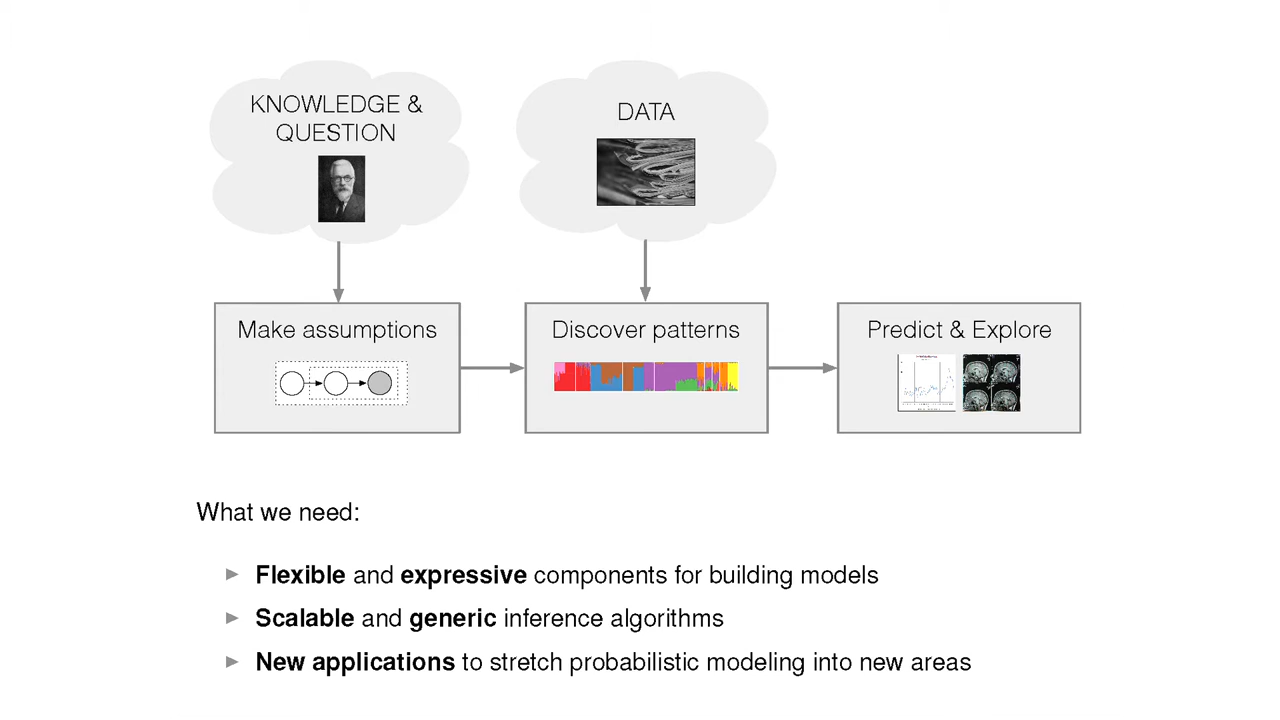 KNOWLEDGE &
QUESTION
DATA
Make assumptions
Discover patterns
Predict & Explore
What we need:
Flexible and expressive components for building models
Scalable and generic inference algorithms
New applications to stretch probabilistic modeling into new areas